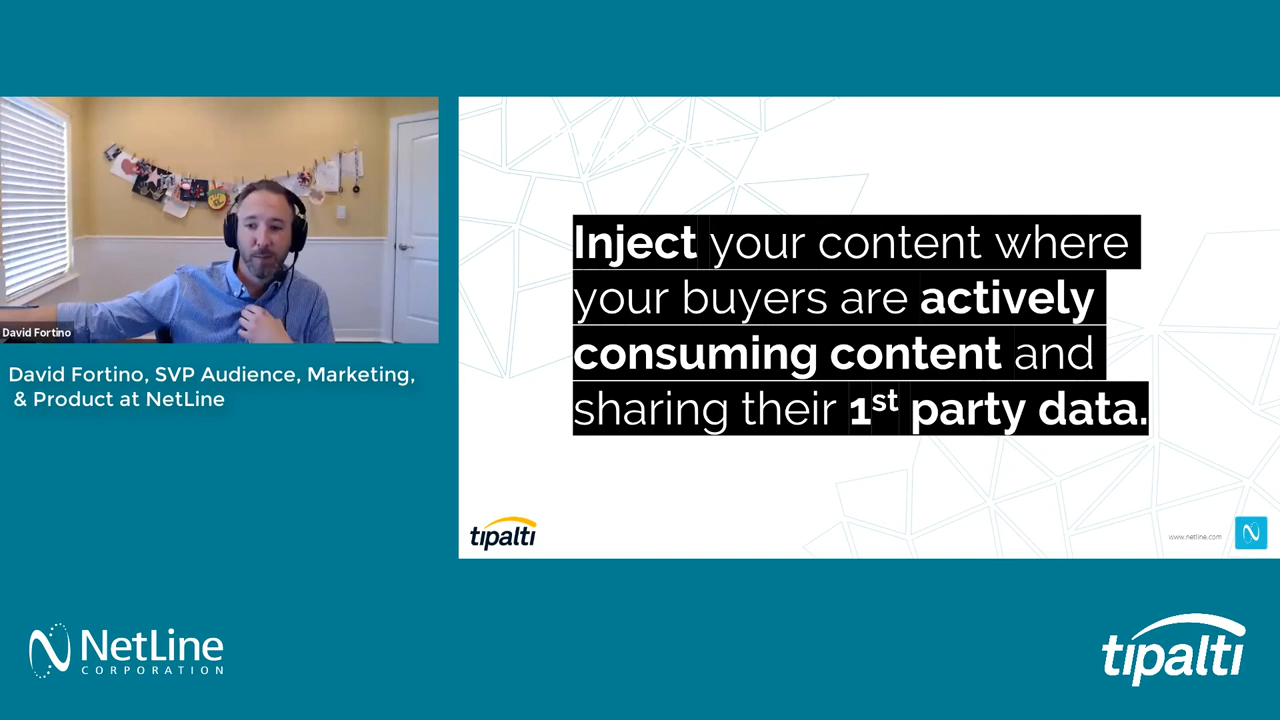 David Fortino
David Fortino, SVP Audience, Marketing,
& Product at NetLine
Inject your content where
your buyers are actively
consuming content and
sharing their 1st party data.
tipalti
www.netline.com
NetLine
CORPORATION
tipalti